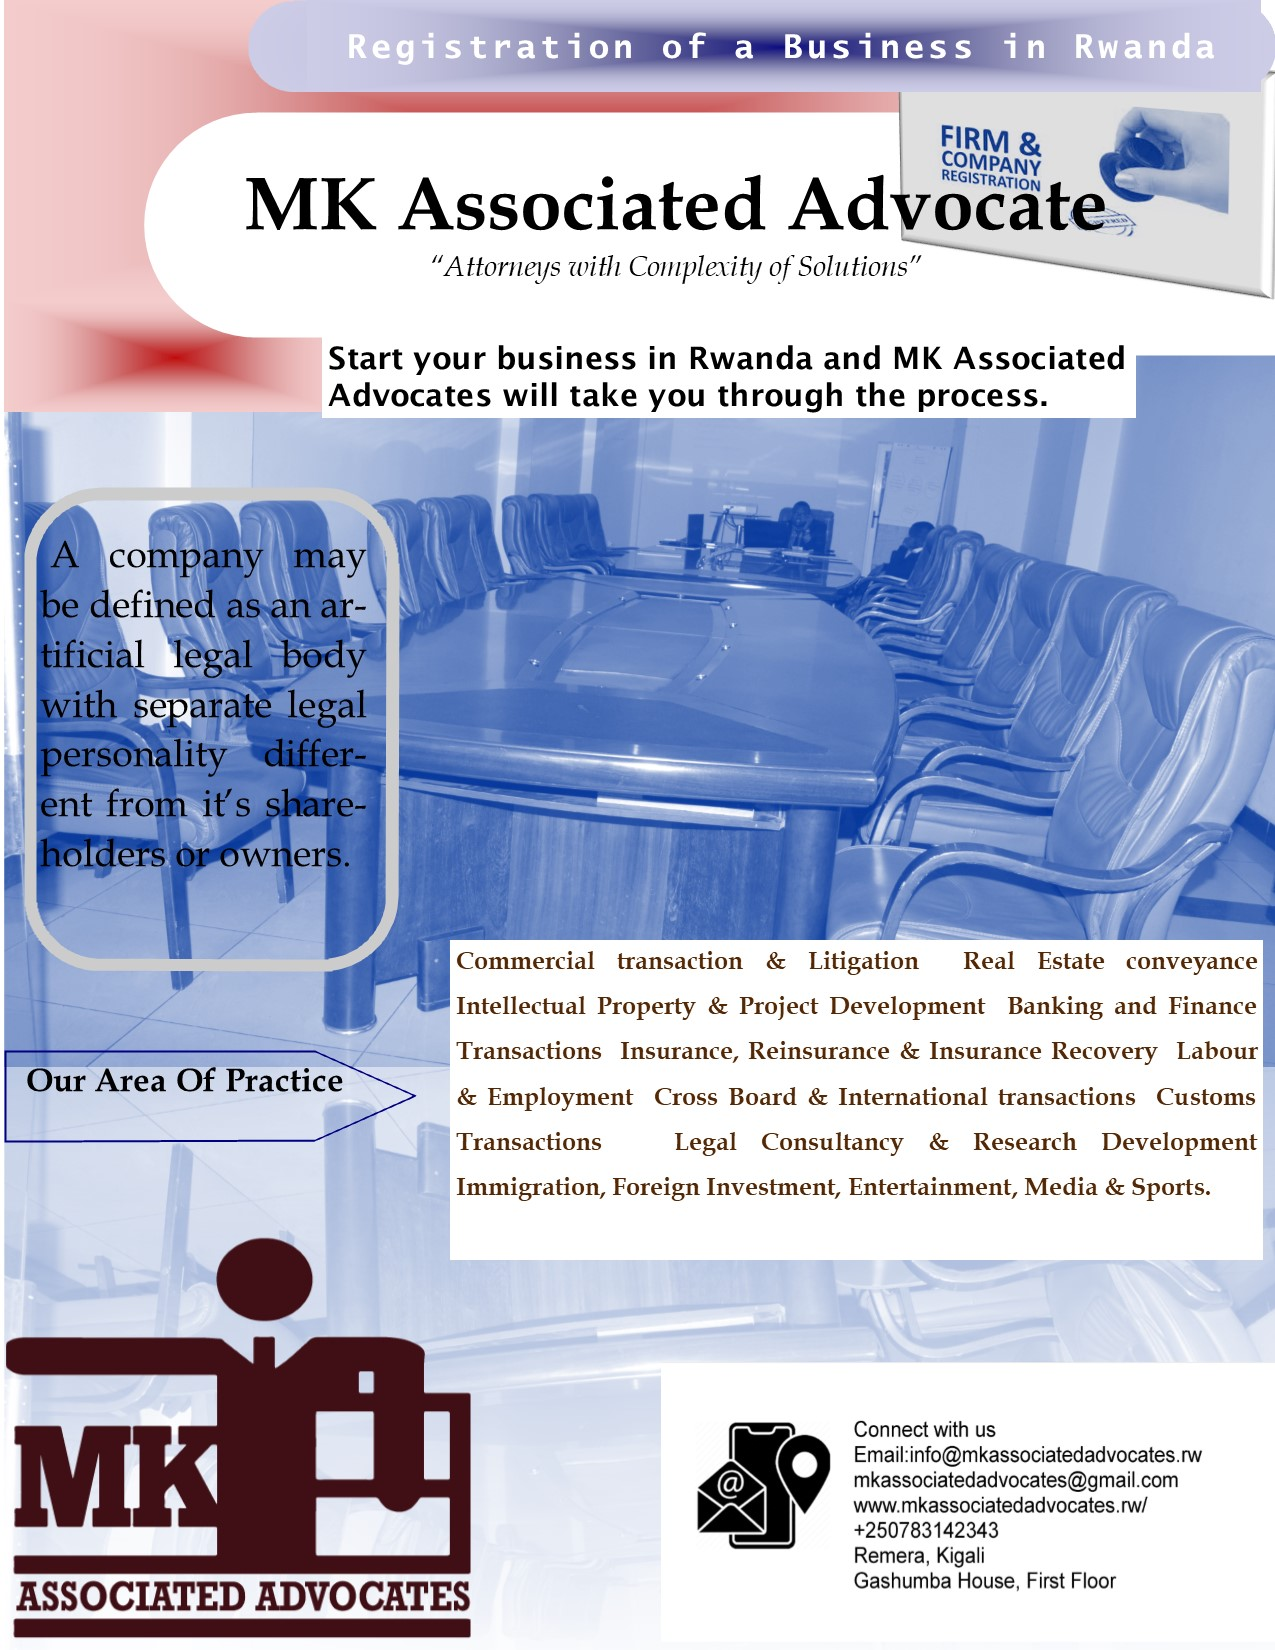 Registration of a Business in Rwanda
FIRM &
COMPANY
REGISTRATION
MK Associated Advocate
“Attorneys with Complexity of Solutions”
Start your business in Rwanda and MK Associated
Advocates will take you through the process.
A company may
be defined as an ar-
tificial legal body
with separate legal
personality differ-
ent from it’s share-
holders or owners.
Commercial transaction & Litigation Real Estate conveyance
Intellectual Property & Project Development Banking and Finance
Transactions Insurance, Reinsurance & Insurance Recovery Labour
& Employment Cross Board & International transactions Customs
Transactions Legal Consultancy & Research Development
Immigration, Foreign Investment, Entertainment, Media & Sports.
Our Area Of Practice
MK
ASSOCIATED ADVOCATES
Connect with us
Email:info@mkassociatedadvocates.rw
mkassociatedadvocates@gmail.com
www.mkassociatedadvocates.rw/
+250783142343
Remera, Kigali
Gashumba House, First Floor